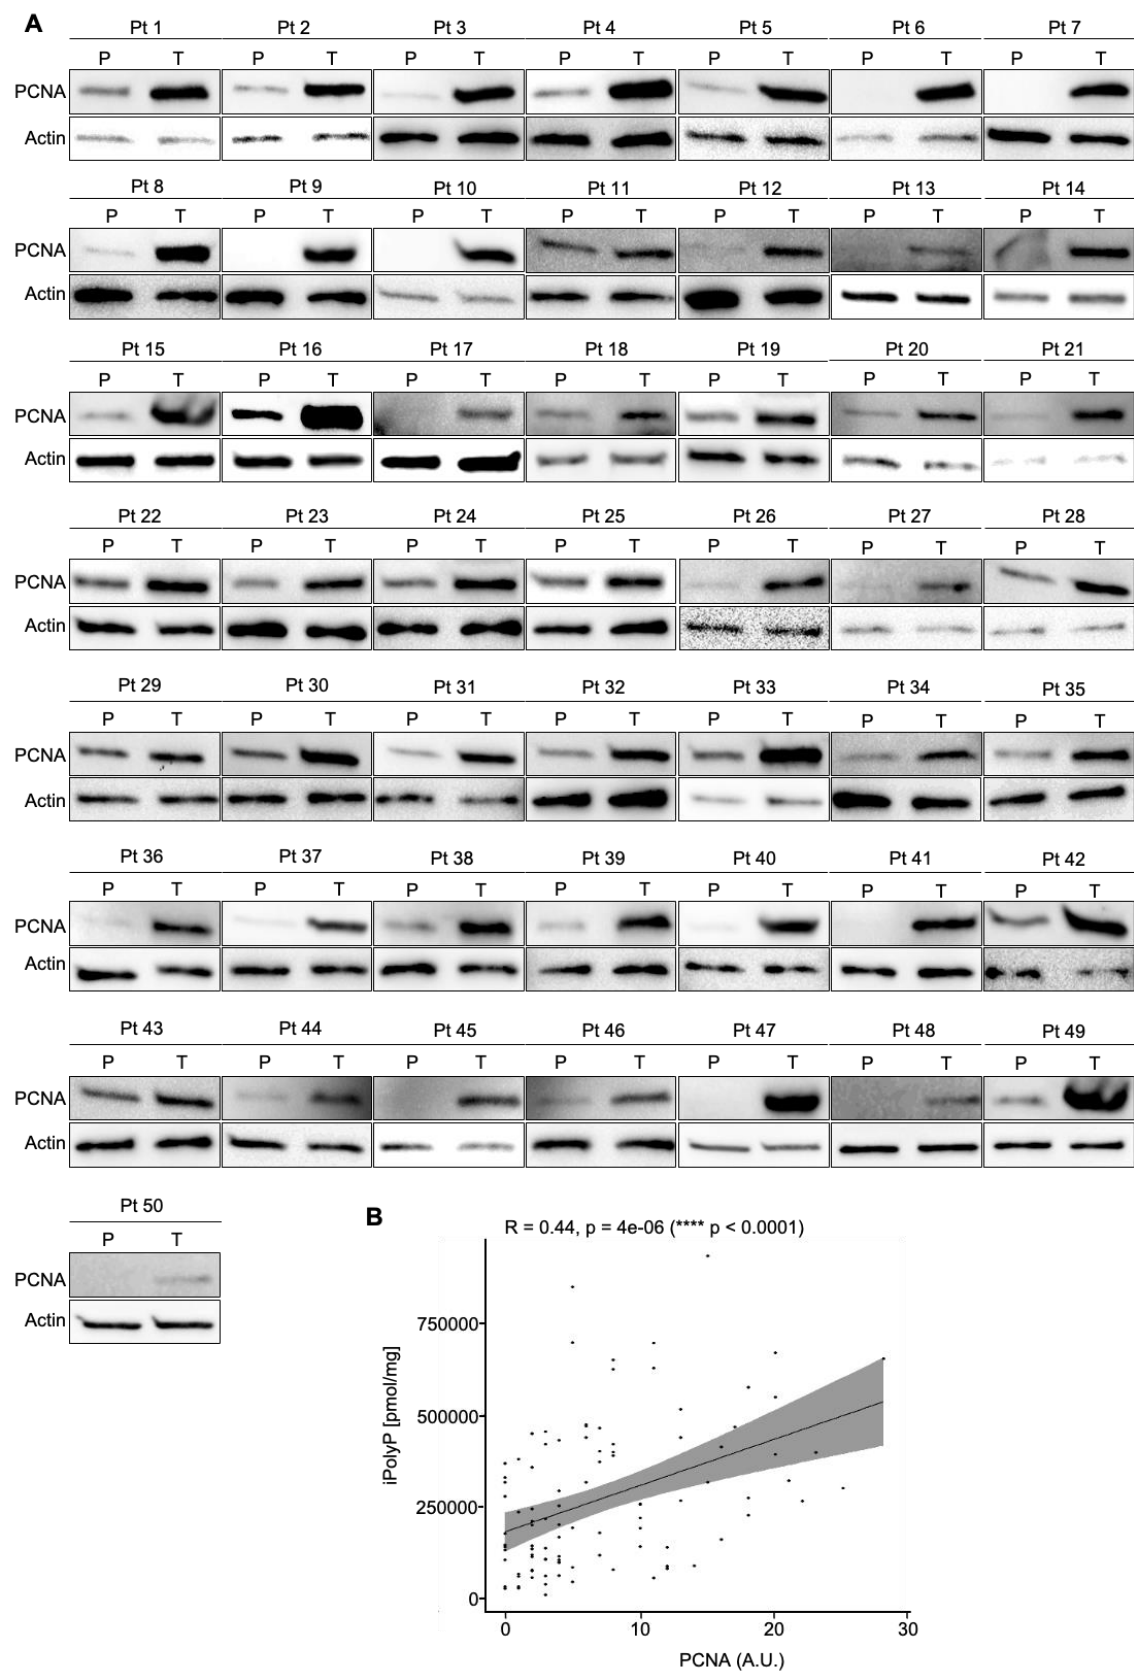 A
Pt 1 Pt 2 Pt 3 Pt 4 Pt 5 Pt 6 Pt 7
P T P T P T P T P T P T P T
PCNA
Actin
Pt 8 Pt 9 Pt 10 Pt 11 Pt 12 Pt 13 Pt 14
P T P T P T P T P T P T P T
PCNA
Actin
Pt 15 Pt 16 Pt 17 Pt 18 Pt 19 Pt 20 Pt 21
P T P T P T P T P T P T P T
PCNA
Actin
Pt 22 Pt 23 Pt 24 Pt 25 Pt 26 Pt 27 Pt 28
P T P T P T P T P T P T P T
PCNA
Actin
Pt 29 Pt 30 Pt 31 Pt 32 Pt 33 Pt 34 Pt 35
P T P T P T P T P T P T P T
PCNA
Actin
Pt 36 Pt 37 Pt 38 Pt 39 Pt 40 Pt 41 Pt 42
P T P T P T P T P T P T P T
PCNA
Actin
Pt 43 Pt 44 Pt 45 Pt 46 Pt 47 Pt 48 Pt 49
P T P T P T P T P T P T P T
PCNA
Actin
Pt 50
P T
PCNA
Actin
B
R = 0.44, p = 4e-06 (**** p < 0.0001)
750000
500000
250000
0
iPolyP [pmol/mg]
0 10 20 30
PCNA (A.U.)